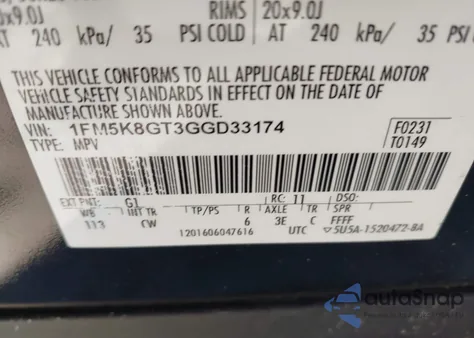 RIMS 20x9.0J
20x9.0J
AT 240 kPa/ 35 PSI COLD AT 240 kPa/ 35 PSI
THIS VEHICLE CONFORMS TO ALL APPLICABLE FEDERAL MOTOR
VEHICLE SAFETY STANDARDS IN EFFECT ON THE DATE OF
MANUFACTURE SHOWN ABOVE.
VIN: 1FM5K8GT3GGD33174 F0231
TYPE: MPV T0149
EXT PNT: G1 RC: 11 DSO:
WB INT TR TP/PS R AXLE TR SPR
113 CW 6 3E C FFFF
1201606047616 UTC ▽5U5A-1520472-BA
autoSnap